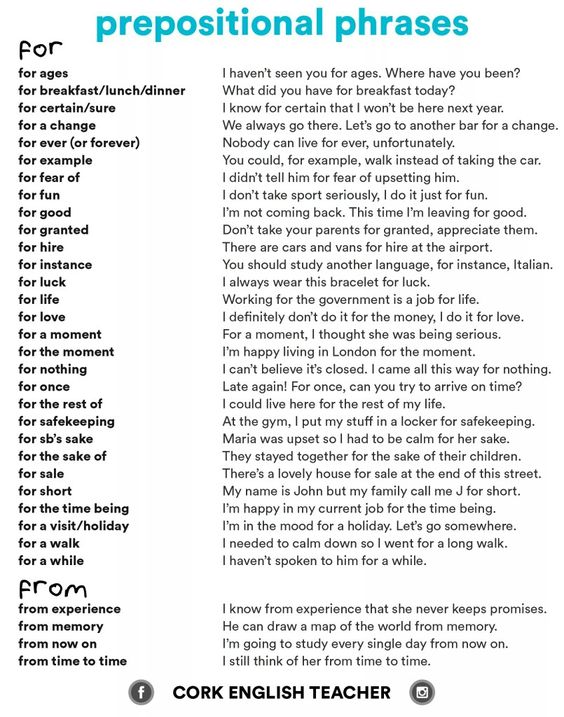 prepositional phrases
for
for ages I haven't seen you for ages. Where have you been?
for breakfast/lunch/dinner What did you have for breakfast today?
for certain/sure I know for certain that I won't be here next year.
for a change We always go there. Let's go to another bar for a change.
for ever (or forever) Nobody can live for ever, unfortunately.
for example You could, for example, walk instead of taking the car.
for fear of I didn't tell him for fear of upsetting him.
for fun I don't take sport seriously, I do it just for fun.
for good I'm not coming back. This time I'm leaving for good.
for granted Don't take your parents for granted, appreciate them.
for hire There are cars and vans for hire at the airport.
for instance You should study another language, for instance, Italian.
for luck I always wear this bracelet for luck.
for life Working for the government is a job for life.
for love I definitely don't do it for the money, I do it for love.
for a moment For a moment, I thought she was being serious.
for the moment I'm happy living in London for the moment.
for nothing I can't believe it's closed. I came all this way for nothing.
for once Late again! For once, can you try to arrive on time?
for the rest of I could live here for the rest of my life.
for safekeeping At the gym, I put my stuff in a locker for safekeeping.
for sb's sake Maria was upset so I had to be calm for her sake.
for the sake of They stayed together for the sake of their children.
for sale There's a lovely house for sale at the end of this street.
for short My name is John but my family call me J for short.
for the time being I'm happy in my current job for the time being.
for a visit/holiday I'm in the mood for a holiday. Let's go somewhere.
for a walk I needed to calm down so I went for a long walk.
for a while I haven't spoken to him for a while.
from
from experience I know from experience that she never keeps promises.
from memory He can draw a map of the world from memory.
from now on I'm going to study every single day from now on.
from time to time I still think of her from time to time.
f CORK ENGLISH TEACHER